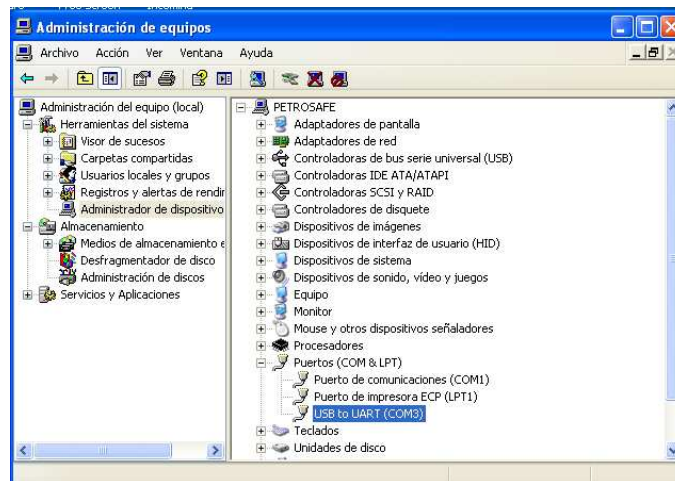 Administración de equipos
Archivo Acción Ver Ventana Ayuda
Administración del equipo (local)
Herramientas del sistema
Visor de sucesos
Carpetas compartidas
Usuarios locales y grupos
Registros y alertas de rendir
Administrador de dispositivo
Almacenamiento
Medios de almacenamiento e
Desfragmentador de disco
Administración de discos
Servicios y Aplicaciones
PETROSAFE
Adaptadores de pantalla
Adaptadores de red
Controladoras de bus serie universal (USB)
Controladoras IDE ATA/ATAPI
Controladoras SCSI y RAID
Controladores de disquete
Dispositivos de imágenes
Dispositivos de interfaz de usuario (HID)
Dispositivos de sistema
Dispositivos de sonido, vídeo y juegos
Equipo
Monitor
Mouse y otros dispositivos señaladores
Procesadores
Puertos (COM & LPT)
Puerto de comunicaciones (COM1)
Puerto de impresora ECP (LPT1)
USB to UART (COM3)
Teclados
Unidades de disco